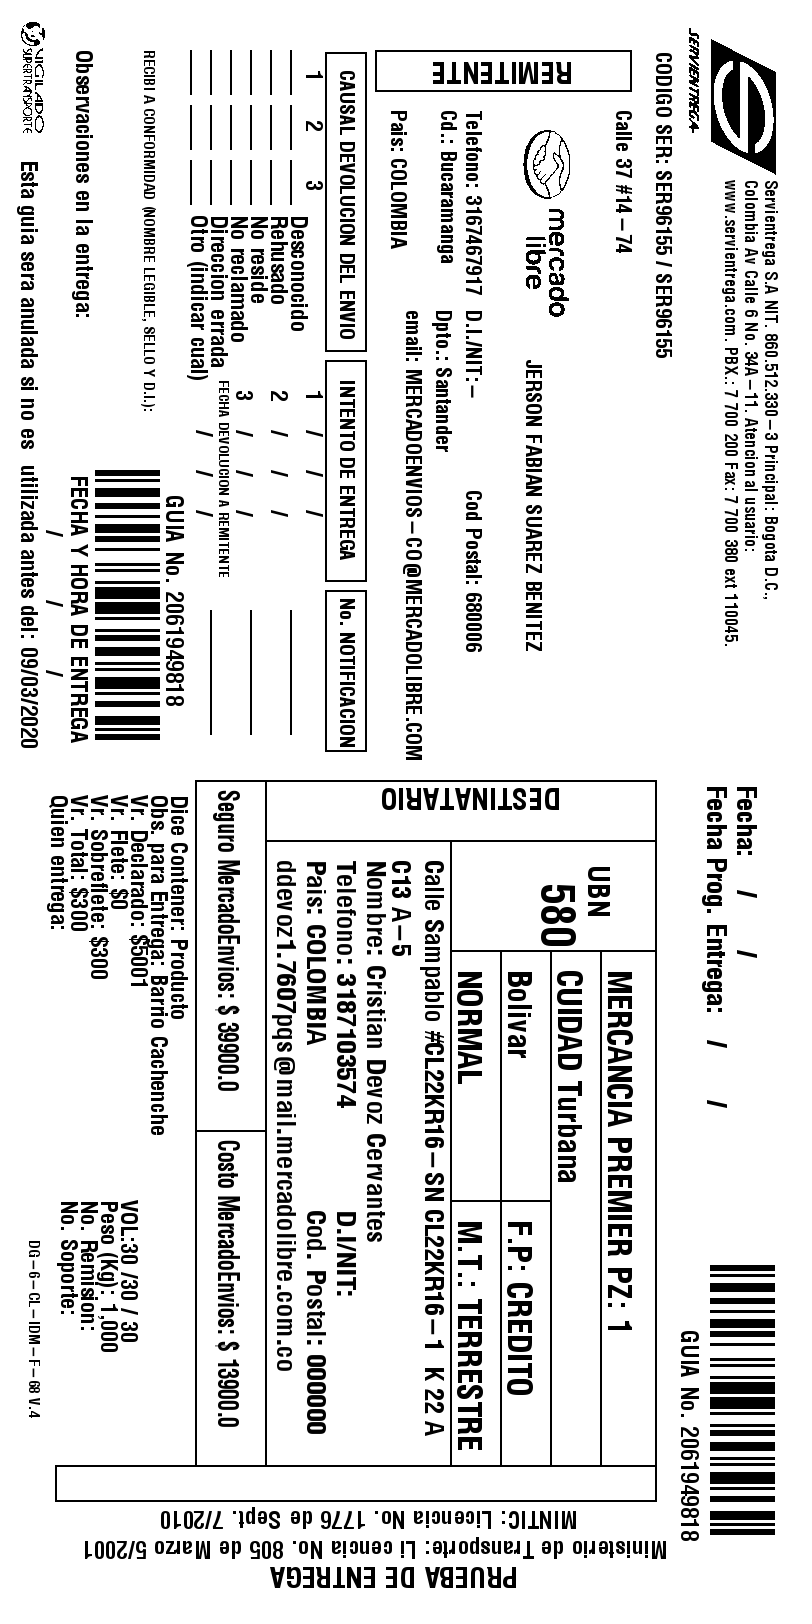 SERVIENTREGA
Servientrega S.A NIT. 860.512.330-3 Principal: Bogota D.C.,
Colombia Av Calle 6 No. 34A-11. Atencion al usuario:
www.servientrega.com. PBX.: 7 700 200 Fax: 7 700 380 ext 110045.
CODIGO SER: SER96155 / SER96155
Fecha: / /
Fecha Prog. Entrega: / /
GUIA No. 2061949818
REMITENTE
Calle 37 #14-74
mercado
libre
JERSON FABIAN SUAREZ BENITEZ
Telefono: 3167467917 D.I./NIT:- Cod Postal: 680006
Cd.: Bucaramanga Dpto.: Santander
Pais: COLOMBIA email: MERCADOENVIOS-CO@MERCADOLIBRE.COM
CAUSAL DEVOLUCION DEL ENVIO
INTENTO DE ENTREGA
No. NOTIFICACION
1 2 3
Desconocido
Rehusado
No reside
No reclamado
Direccion errada
Otro (indicar cual)
1 / / /
2 / / /
3 / / /
FECHA DEVOLUCION A REMITENTE
/ / /
RECIBI A CONFORMIDAD (NOMBRE LEGIBLE, SELLO Y D.I.):
GUIA No. 2061949818
Observaciones en la entrega:
FECHA Y HORA DE ENTREGA
/ / /
VIGILADO
SUPERTRANSPORTE
Esta guia sera anulada si no es utilizada antes del: 09/03/2020
DESTINATARIO
UBN
580
MERCANCIA PREMIER PZ: 1
CUIDAD Turbana
Bolivar
F.P: CREDITO
NORMAL
M.T.: TERRESTRE
Calle Sampablo #CL22KR16-SN CL22KR16-1 K 22 A
C13 A-5
Nombre: Cristian Devoz Cervantes
Telefono: 3187103574 D.I/NIT:
Pais: COLOMBIA Cod. Postal: 000000
ddevoz1.7607pqs@mail.mercadolibre.com.co
Seguro MercadoEnvios: $ 39900.0
Costo MercadoEnvios: $ 13900.0
Dice Contener: Producto
Obs. para Entrega: Barrio Cachenche
Vr. Declarado: $5001
Vr. Flete: $0
Vr. Sobreflete: $300
Vr. Total: $300
Quien entrega:
VOL:30 /30 / 30
Peso (Kg): 1,000
No. Remision:
No. Soporte:
DG-6-CL-IDM-F-68 V.4
MINTIC: Licencia No. 1776 de Sept. 7/2010
Ministerio de Transporte: Li cencia No. 805 de Marzo 5/2001
PRUEBA DE ENTREGA